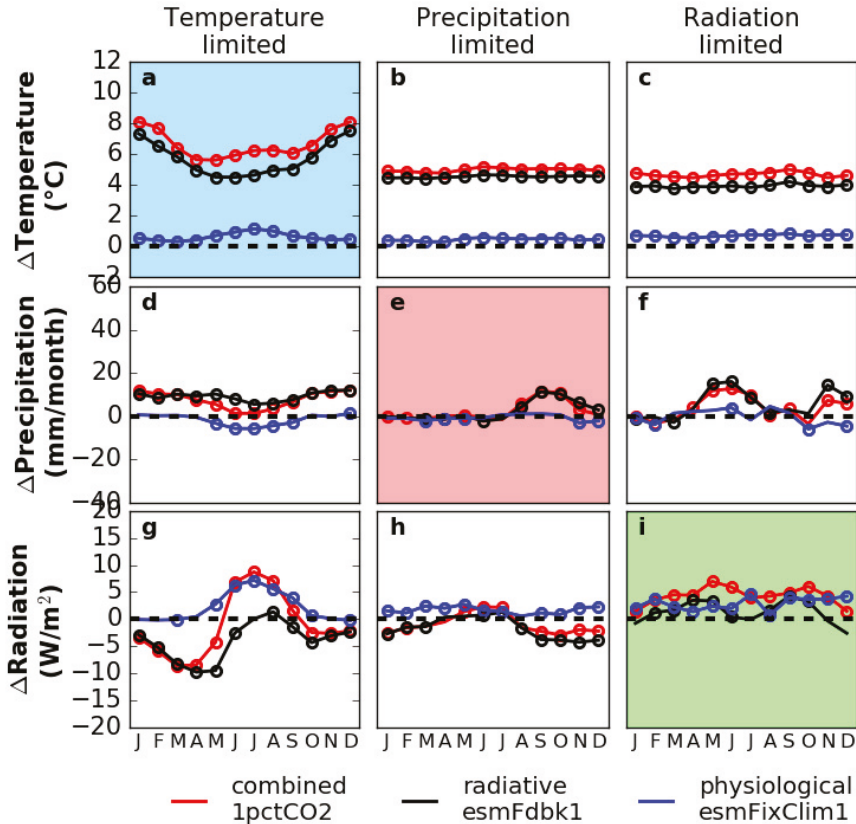 Temperature limited
Precipitation limited
Radiation limited
ΔTemperature (°C)
12
10
8
6
4
2
0
−2
a
b
c
ΔPrecipitation (mm/month)
60
40
20
0
−20
−40
d
e
f
ΔRadiation (W/m²)
20
15
10
5
0
−5
−10
−15
−20
g
h
i
J F M A M J J A S O N D
J F M A M J J A S O N D
J F M A M J J A S O N D
combined 1pctCO2
radiative esmFdbk1
physiological esmFixClim1